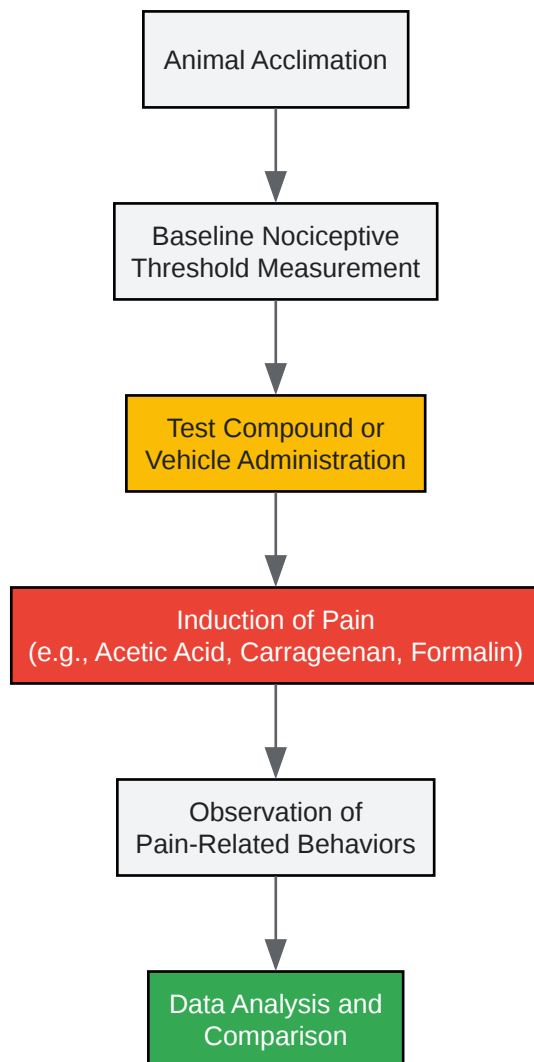 Animal Acclimation
Baseline Nociceptive
Threshold Measurement
Test Compound or
Vehicle Administration
Induction of Pain
(e.g., Acetic Acid, Carrageenan, Formalin)
Observation of
Pain-Related Behaviors
Data Analysis and
Comparison